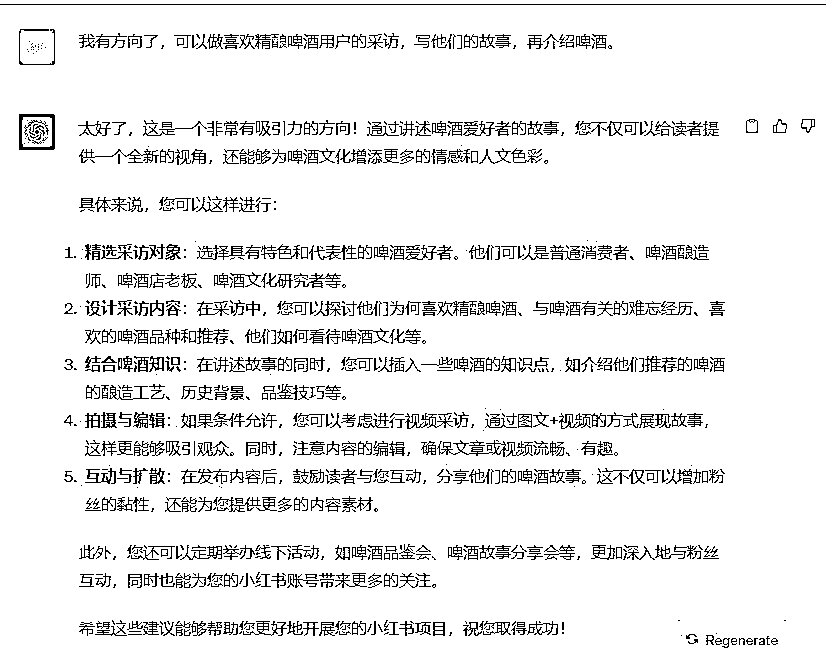 我有方向了，可以做喜欢精酿啤酒用户的采访，写他们的故事，再介绍啤酒。
太好了，这是一个非常有吸引力的方向！通过讲述啤酒爱好者的故事，您不仅可以给读者提
供一个全新的视角，还能够为啤酒文化增添更多的情感和人文色彩。
具体来说，您可以这样进行：
1. 精选采访对象：选择具有特色和代表性的啤酒爱好者。他们可以是普通消费者、啤酒酿造
师、啤酒店老板、啤酒文化研究者等。
2. 设计采访内容：在采访中，您可以探讨他们为何喜欢精酿啤酒、与啤酒有关的难忘经历、喜
欢的啤酒品种和推荐、他们如何看待啤酒文化等。
3. 结合啤酒知识：在讲述故事的同时，您可以插入一些啤酒的知识点，如介绍他们推荐的啤酒
的酿造工艺、历史背景、品鉴技巧等。
4. 拍摄与编辑：如果条件允许，您可以考虑进行视频采访，通过图文+视频的方式展现故事，
这样更能够吸引观众。同时，注意内容的编辑，确保文章或视频流畅、有趣。
5. 互动与扩散：在发布内容后，鼓励读者与您互动，分享他们的啤酒故事。这不仅可以增加粉
丝的黏性，还能为您提供更多的内容素材。
此外，您还可以定期举办线下活动，如啤酒品鉴会、啤酒故事分享会等，更加深入地与粉丝
互动，同时也能为您的小红书账号带来更多的关注。
希望这些建议能够帮助您更好地开展您的小红书项目，祝您取得成功！
Regenerate